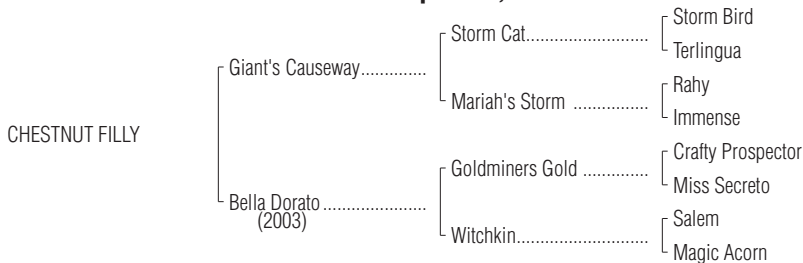 Storm Bird
Storm Cat..............................
Terlingua
Giant's Causeway..............
Rahy
Mariah's Storm ..................
Immense
CHESTNUT FILLY
Crafty Prospector
Goldminers Gold ................
Miss Secreto
Bella Dorato .......................
(2003)
Salem
Witchkin................................
Magic Acorn